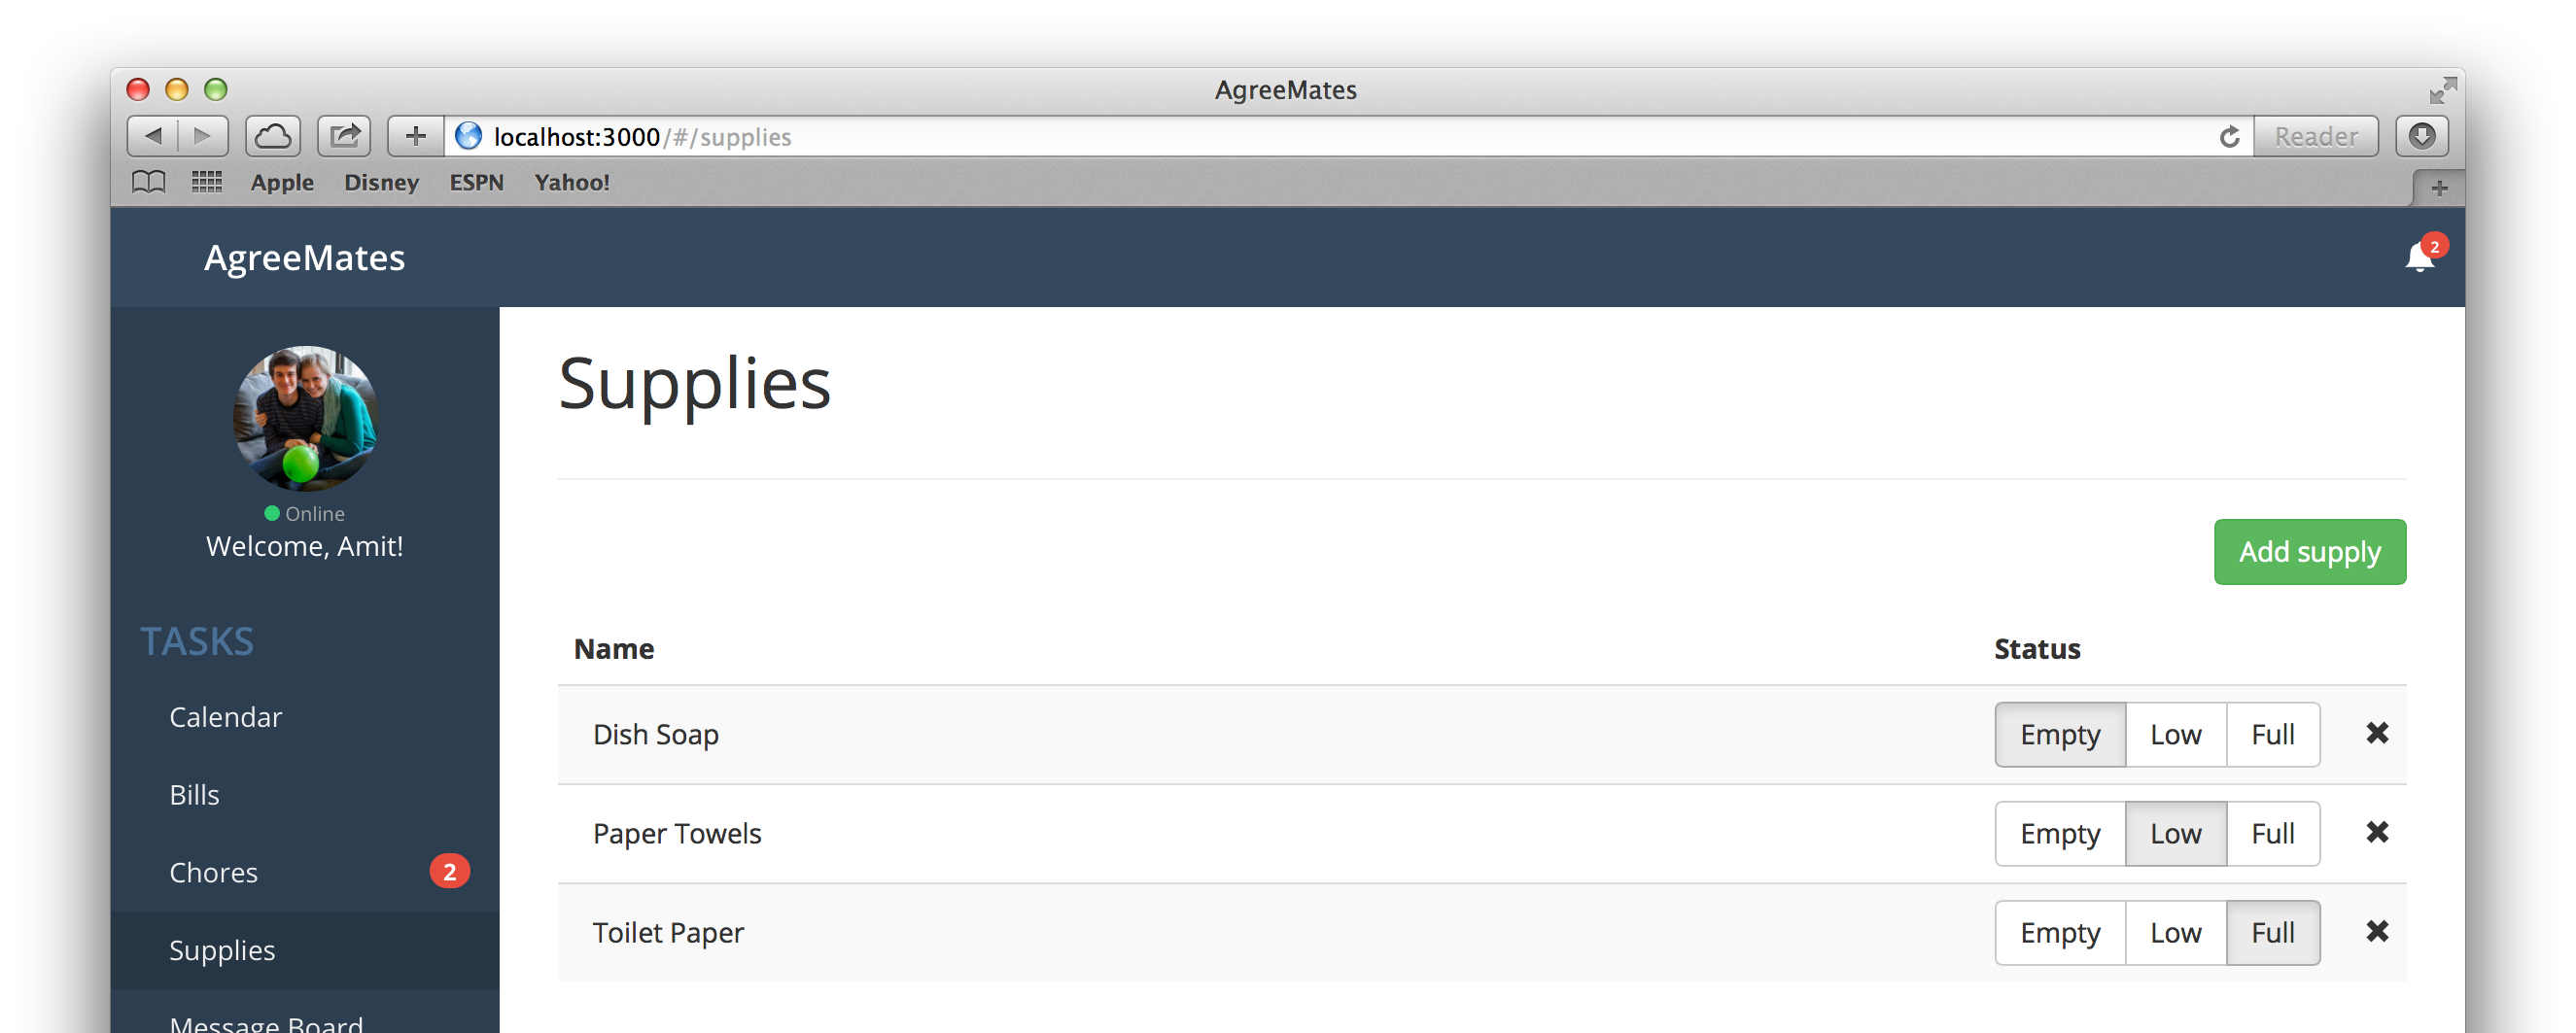 AgreeMates
localhost:3000/#/supplies
Reader
Apple Disney ESPN Yahoo!
AgreeMates
2
Online
Welcome, Amit!
TASKS
Calendar
Bills
Chores 2
Supplies
Message Board
Supplies
Add supply
Name Status
Dish Soap Empty Low Full
Paper Towels Empty Low Full
Toilet Paper Empty Low Full